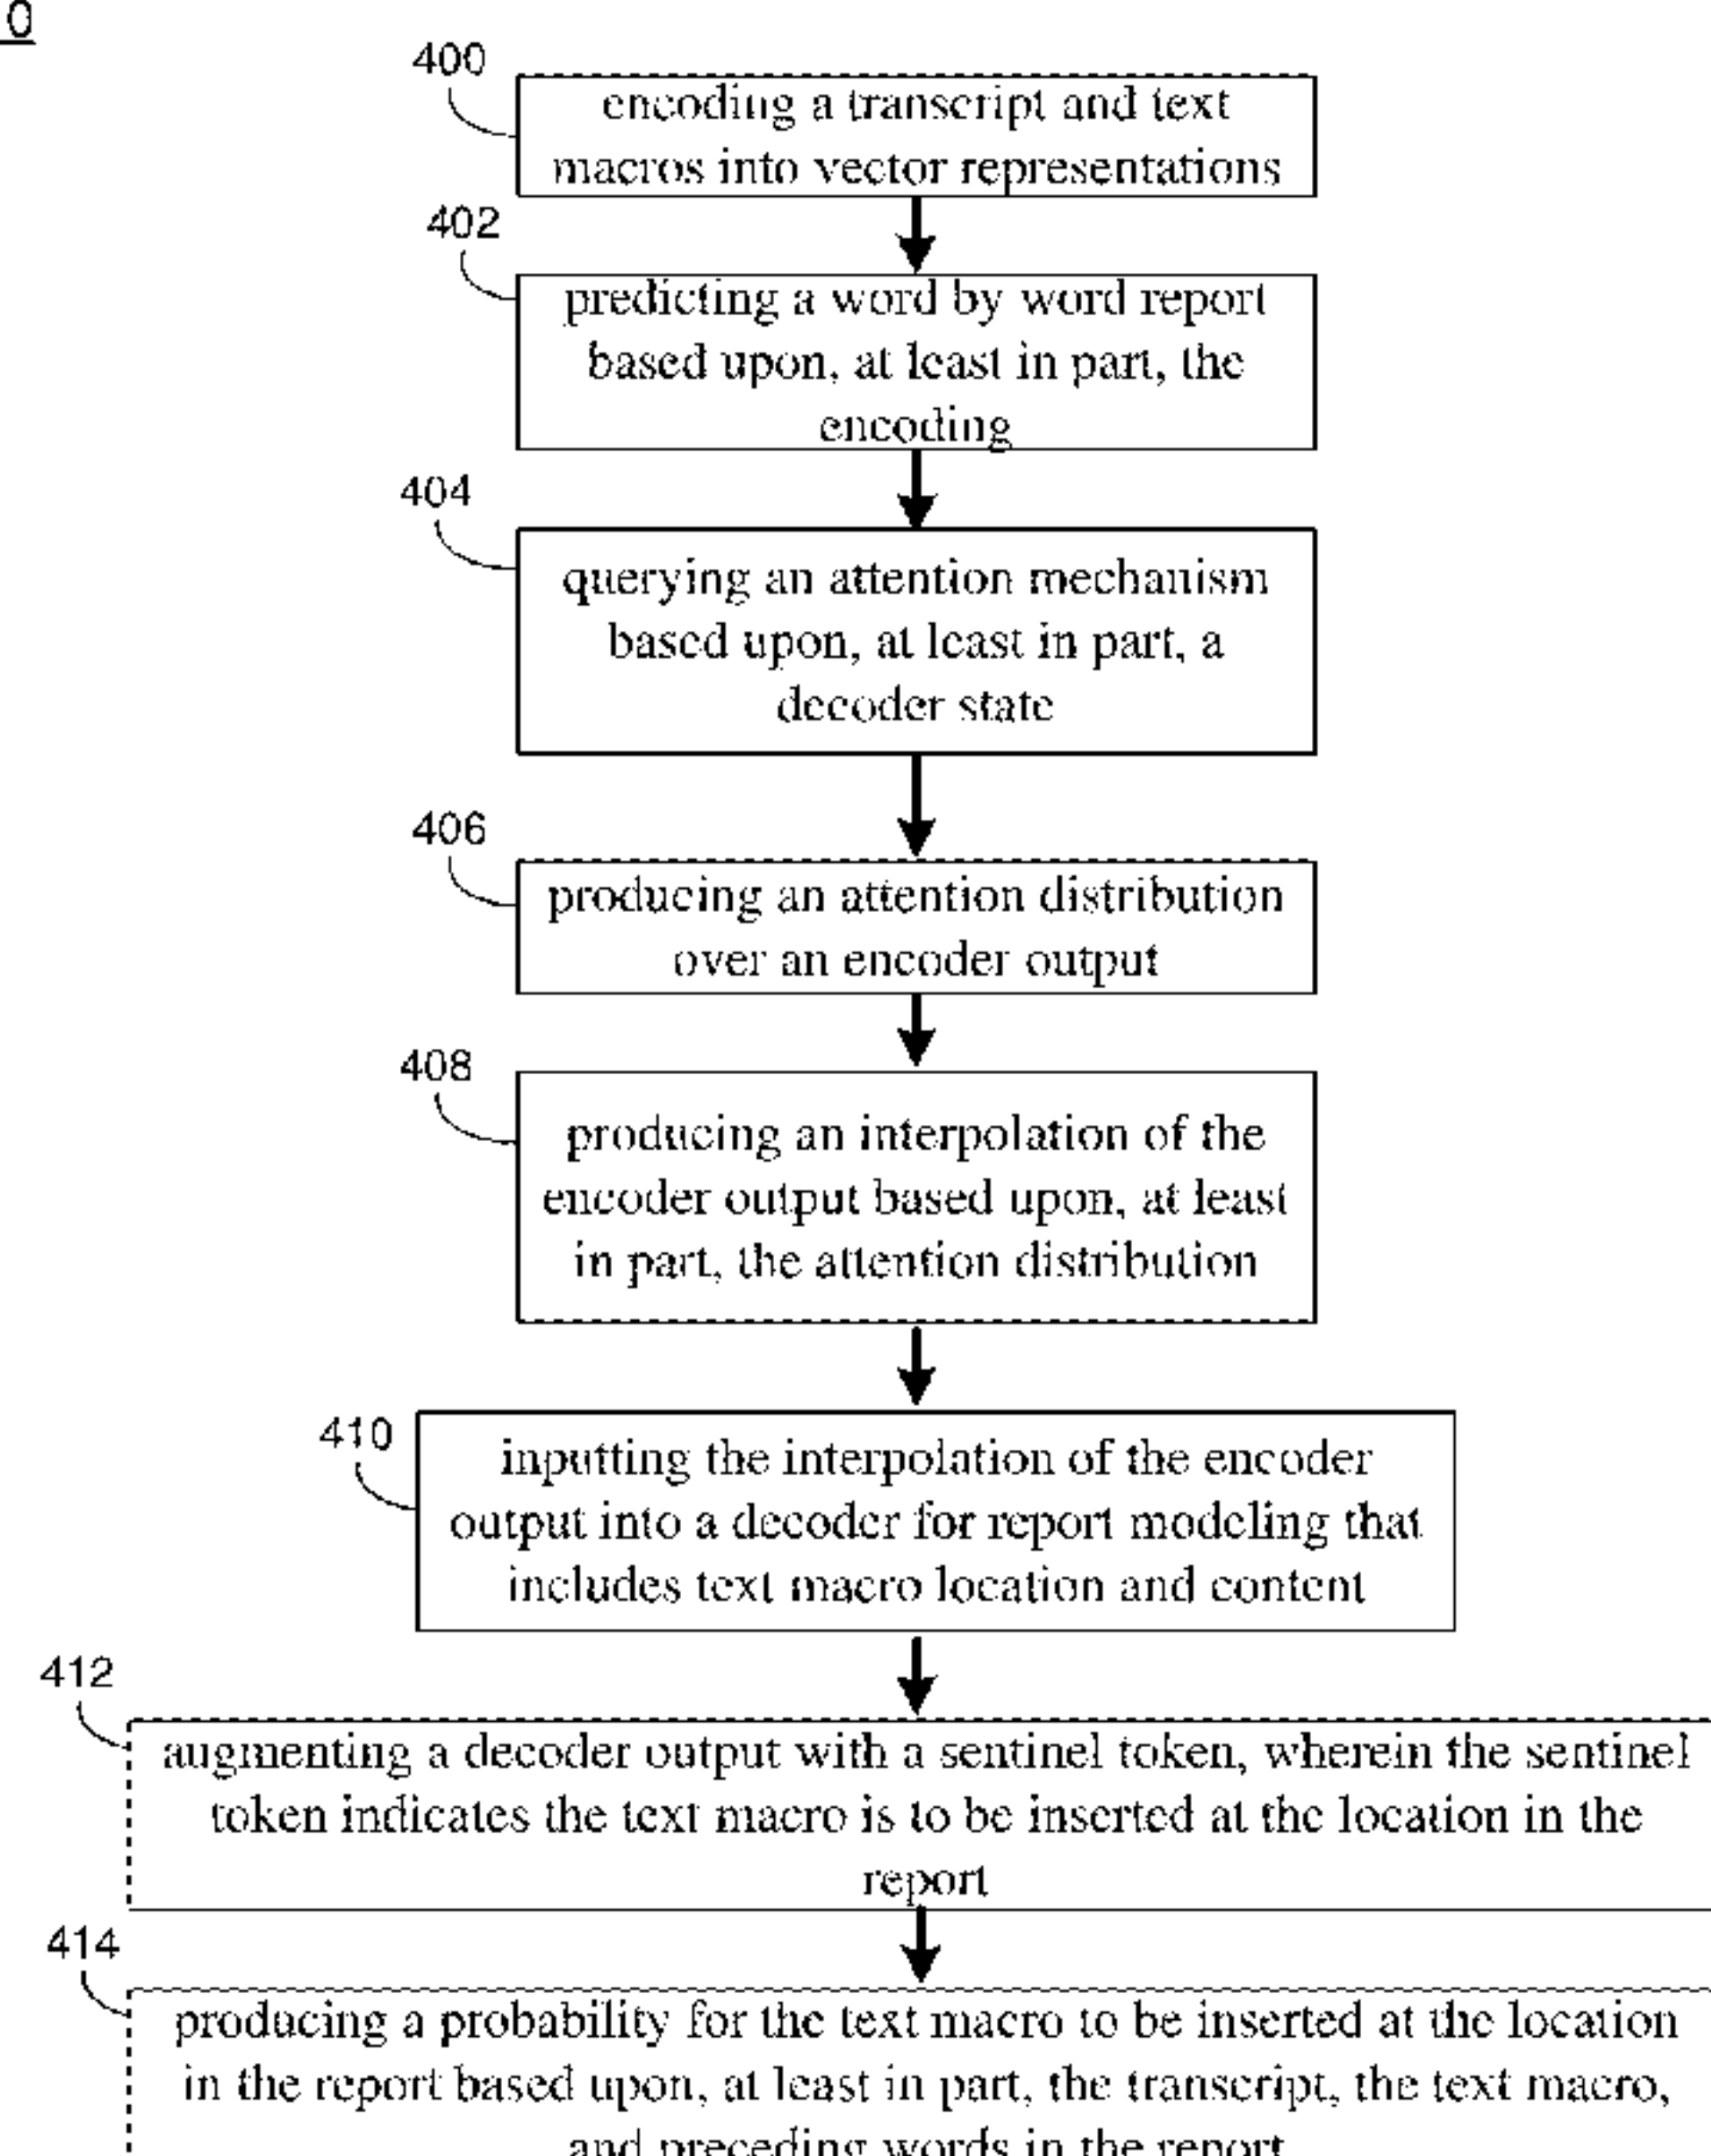 0
400
encoding a transcript and text
macros into vector representations
402
predicting a word by word report
based upon, at least in part, the
encoding
404
querying an attention mechanism
based upon, at least in part, a
decoder state
406
producing an attention distribution
over an encoder output
408
producing an interpolation of the
encoder output based upon, at least
in part, the attention distribution
410
inputting the interpolation of the encoder
output into a decoder for report modeling that
includes text macro location and content
412
augmenting a decoder output with a sentinel token, wherein the sentinel
token indicates the text macro is to be inserted at the location in the
report
414
producing a probability for the text macro to be inserted at the location
in the report based upon, at least in part, the transcript, the text macro,
and preceding words in the report